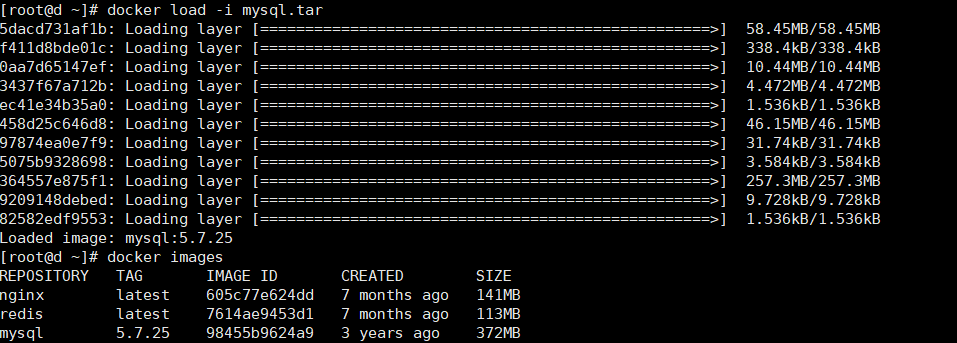 [root@d ~]# docker load -i mysql.tar
5dacd731af1b: Loading layer [==================================================>]  58.45MB/58.45MB
f411d8bde01c: Loading layer [==================================================>]  338.4kB/338.4kB
0aa7d65147ef: Loading layer [==================================================>]  10.44MB/10.44MB
3437f67a712b: Loading layer [==================================================>]  4.472MB/4.472MB
ec41e34b35a0: Loading layer [==================================================>]  1.536kB/1.536kB
458d25c646d8: Loading layer [==================================================>]  46.15MB/46.15MB
97874ea0e7f9: Loading layer [==================================================>]  31.74kB/31.74kB
5075b9328698: Loading layer [==================================================>]  3.584kB/3.584kB
364557e875f1: Loading layer [==================================================>]  257.3MB/257.3MB
9209148debed: Loading layer [==================================================>]  9.728kB/9.728kB
82582edf9553: Loading layer [==================================================>]  1.536kB/1.536kB
Loaded image: mysql:5.7.25
[root@d ~]# docker images
REPOSITORY   TAG       IMAGE ID       CREATED        SIZE
nginx        latest    605c77e624dd   7 months ago   141MB
redis        latest    7614ae9453d1   7 months ago   113MB
mysql        5.7.25    98455b9624a9   3 years ago    372MB